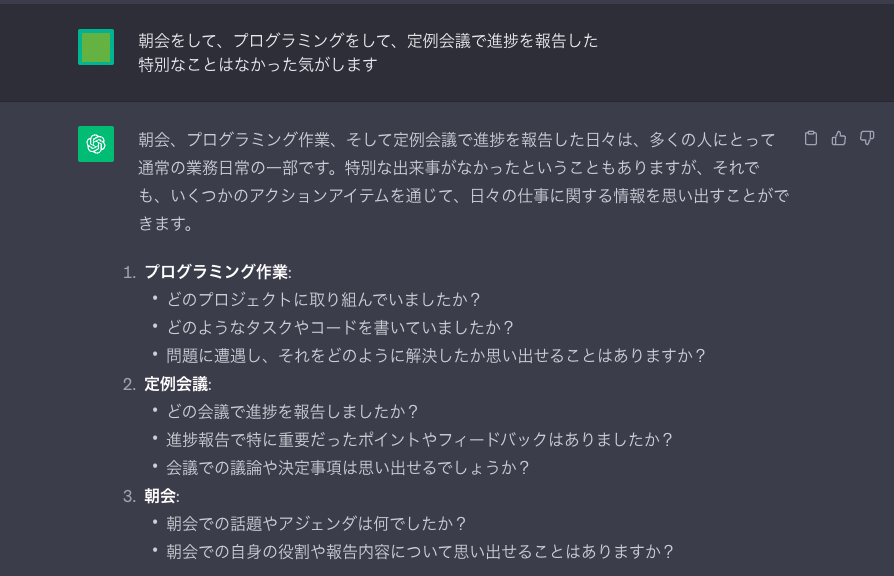 朝会をして、プログラミングをして、定例会議で進捗を報告した
特別なことはなかった気がします
朝会、プログラミング作業、そして定例会議で進捗を報告した日々は、多くの人にとって
通常の業務日常の一部です。特別な出来事がなかったということもありますが、それで
も、いくつかのアクションアイテムを通じて、日々の仕事に関する情報を思い出すことがで
きます。
1. プログラミング作業:
• どのプロジェクトに取り組んでいましたか？
• どのようなタスクやコードを書いていましたか？
• 問題に遭遇し、それをどのように解決したか思い出せることはありますか？
2. 定例会議:
• どの会議で進捗を報告しましたか？
• 進捗報告で特に重要だったポイントやフィードバックはありましたか？
• 会議での議論や決定事項は思い出せるでしょうか？
3. 朝会:
• 朝会での話題やアジェンダは何でしたか？
• 朝会での自身の役割や報告内容について思い出せることはありますか？